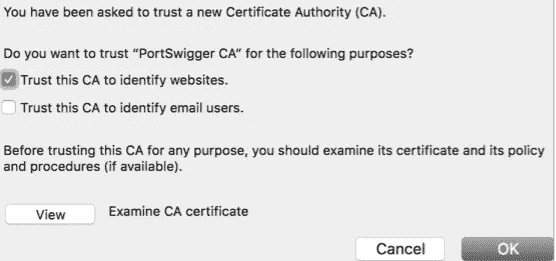 You have been asked to trust a new Certificate Authority (CA).
Do you want to trust “PortSwigger CA” for the following purposes?
Trust this CA to identify websites.
Trust this CA to identify email users.
Before trusting this CA for any purpose, you should examine its certificate and its policy
and procedures (if available).
View Examine CA certificate
Cancel OK